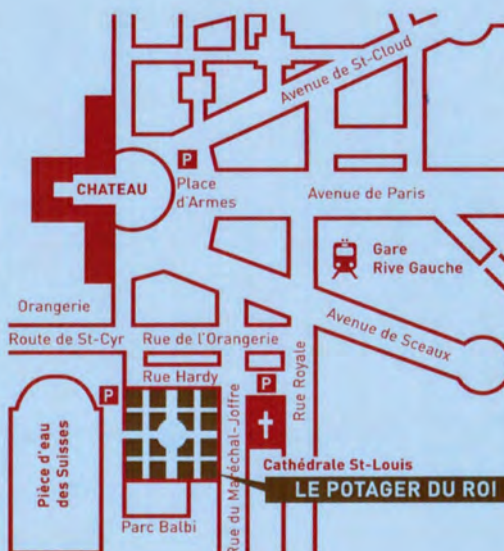 Avenue de St-Cloud
P
CHATEAU
Place
d'Armes
Avenue de Paris
Gare
Rive Gauche
Orangerie
Route de St-Cyr
Rue de l'Orangerie
Avenue de Sceaux
Rue Hardy
P
P
Rue Royale
Rue du Maréchal-Joffre
Pièce d'eau
des Suisses
Cathédrale St-Louis
LE POTAGER DU ROI
Parc Balbi